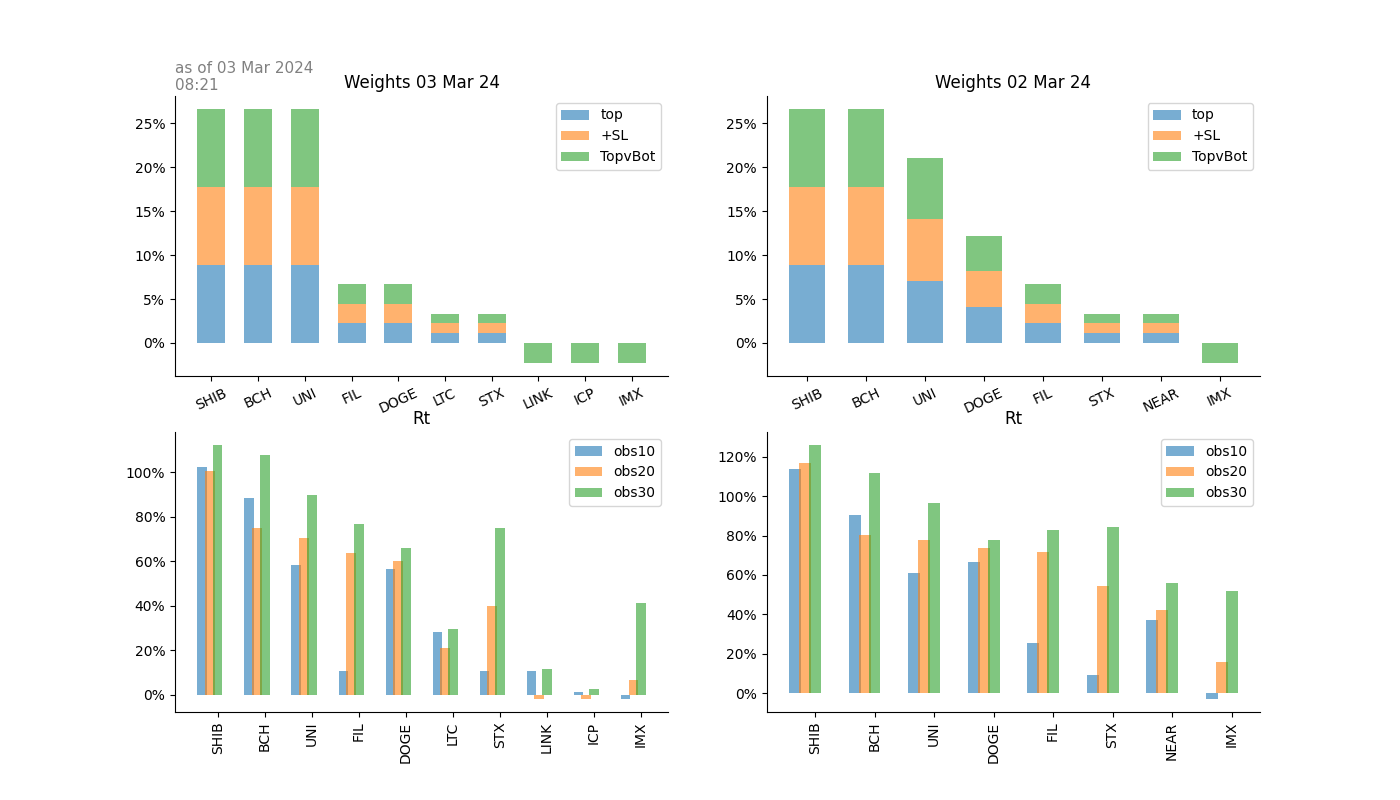 as of 03 Mar 2024
08:21
Weights 03 Mar 24
25%
20%
15%
10%
5%
0%
top
+SL
TopvBot
SHIB
BCH
UNI
FIL
DOGE
LTC
STX
LINK
ICP
IMX
Weights 02 Mar 24
25%
20%
15%
10%
5%
0%
top
+SL
TopvBot
SHIB
BCH
UNI
DOGE
FIL
STX
NEAR
IMX
Rt
100%
80%
60%
40%
20%
0%
obs10
obs20
obs30
SHIB
BCH
UNI
FIL
DOGE
LTC
STX
LINK
ICP
IMX
Rt
120%
100%
80%
60%
40%
20%
0%
obs10
obs20
obs30
SHIB
BCH
UNI
DOGE
FIL
STX
NEAR
IMX